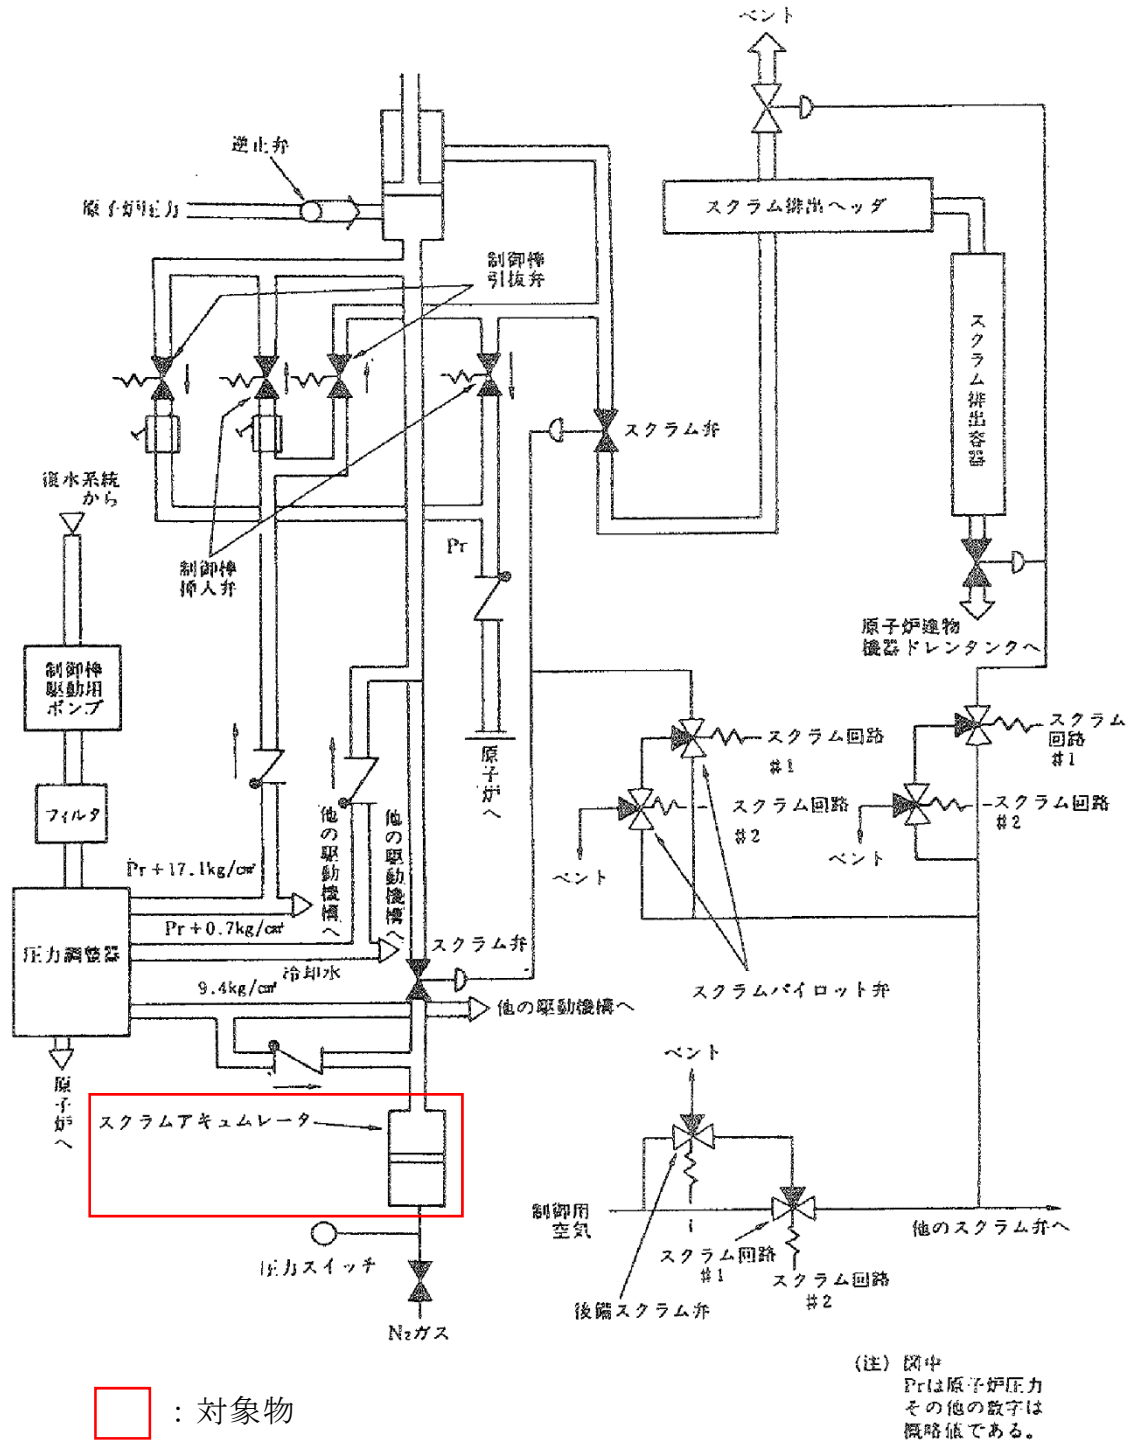 ベント
逆止弁
原子炉圧力
スクラム排出ヘッダ
制御棒
引抜弁
スクラム排出容器
スクラム弁
復水系統
から
Pr
制御棒
挿入弁
原子炉建物
機器ドレンタンクへ
制御棒
駆動用
ポンプ
原子炉へ
スクラム回路
#1
スクラム
回路
#1
スクラム回路
#2
スクラム回路
#2
フィルタ
他の駆動機構へ
他の駆動機構へ
ベント
ベント
Pr+17.1kg/cm²
Pr+0.7kg/cm²
圧力調整器
冷却水
スクラム弁
9.4kg/cm²
他の駆動機構へ
スクラムパイロット弁
原子炉へ
ベント
スクラムアキュムレータ
制御用
空気
他のスクラム弁へ
圧力スイッチ
スクラム回路
#1
スクラム回路
#2
後備スクラム弁
N₂ガス
(注) 図中
Prは原子炉圧力
その他の数字は
概略値である。
:対象物